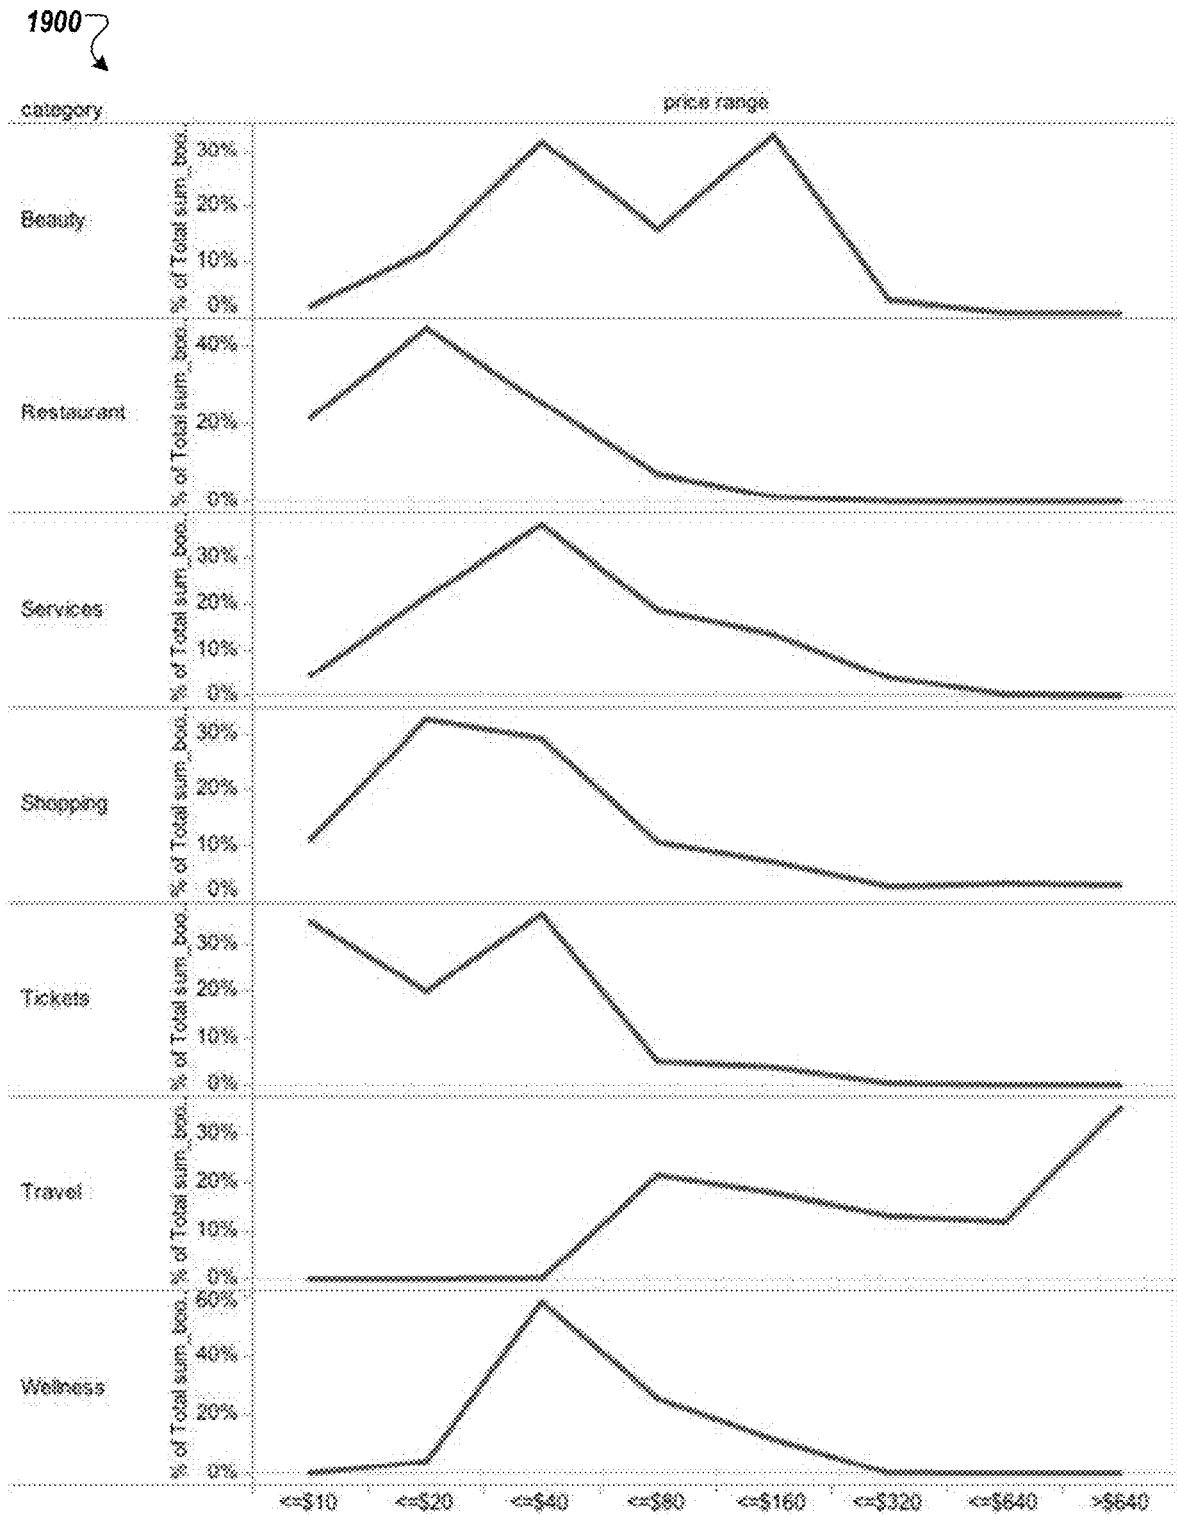 1900
category price range
Beauty
% of Total sum_boo..
30%
20%
10%
0%
Restaurant
% of Total sum_boo..
40%
20%
0%
Services
% of Total sum_boo..
30%
20%
10%
0%
Shopping
% of Total sum_boo..
30%
20%
10%
0%
Tickets
% of Total sum_boo..
30%
20%
10%
0%
Travel
% of Total sum_boo..
30%
20%
10%
0%
Wellness
% of Total sum_boo..
60%
40%
20%
0%
<=$10 <=$20 <=$40 <=$80 <=$160 <=$320 <=$640 >$640